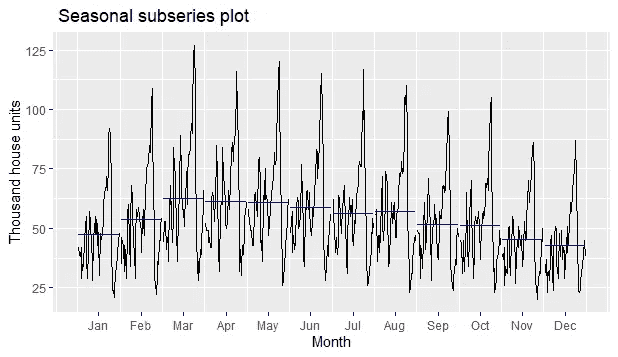 Seasonal subseries plot
Thousand house units
125
100
75
50
25
Jan Feb Mar Apr May Jun Jul Aug Sep Oct Nov Dec
Month